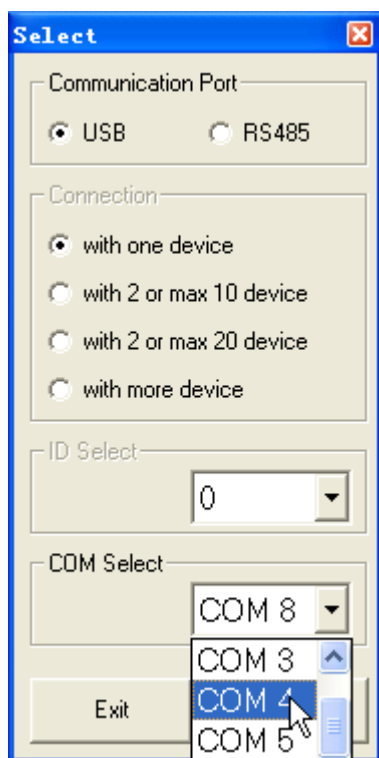 Select
Communication Port
USB RS485
Connection
with one device
with 2 or max 10 device
with 2 or max 20 device
with more device
ID Select
0
COM Select
COM 8
COM 3
COM 4
Exit
COM 5